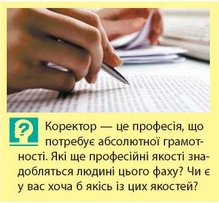 Коректор — це професія, що
потребує абсолютної грамот-
ності. Які ще професійні якості зна-
добляться людині цього фаху? Чи є
у вас хоча б якісь із цих якостей?